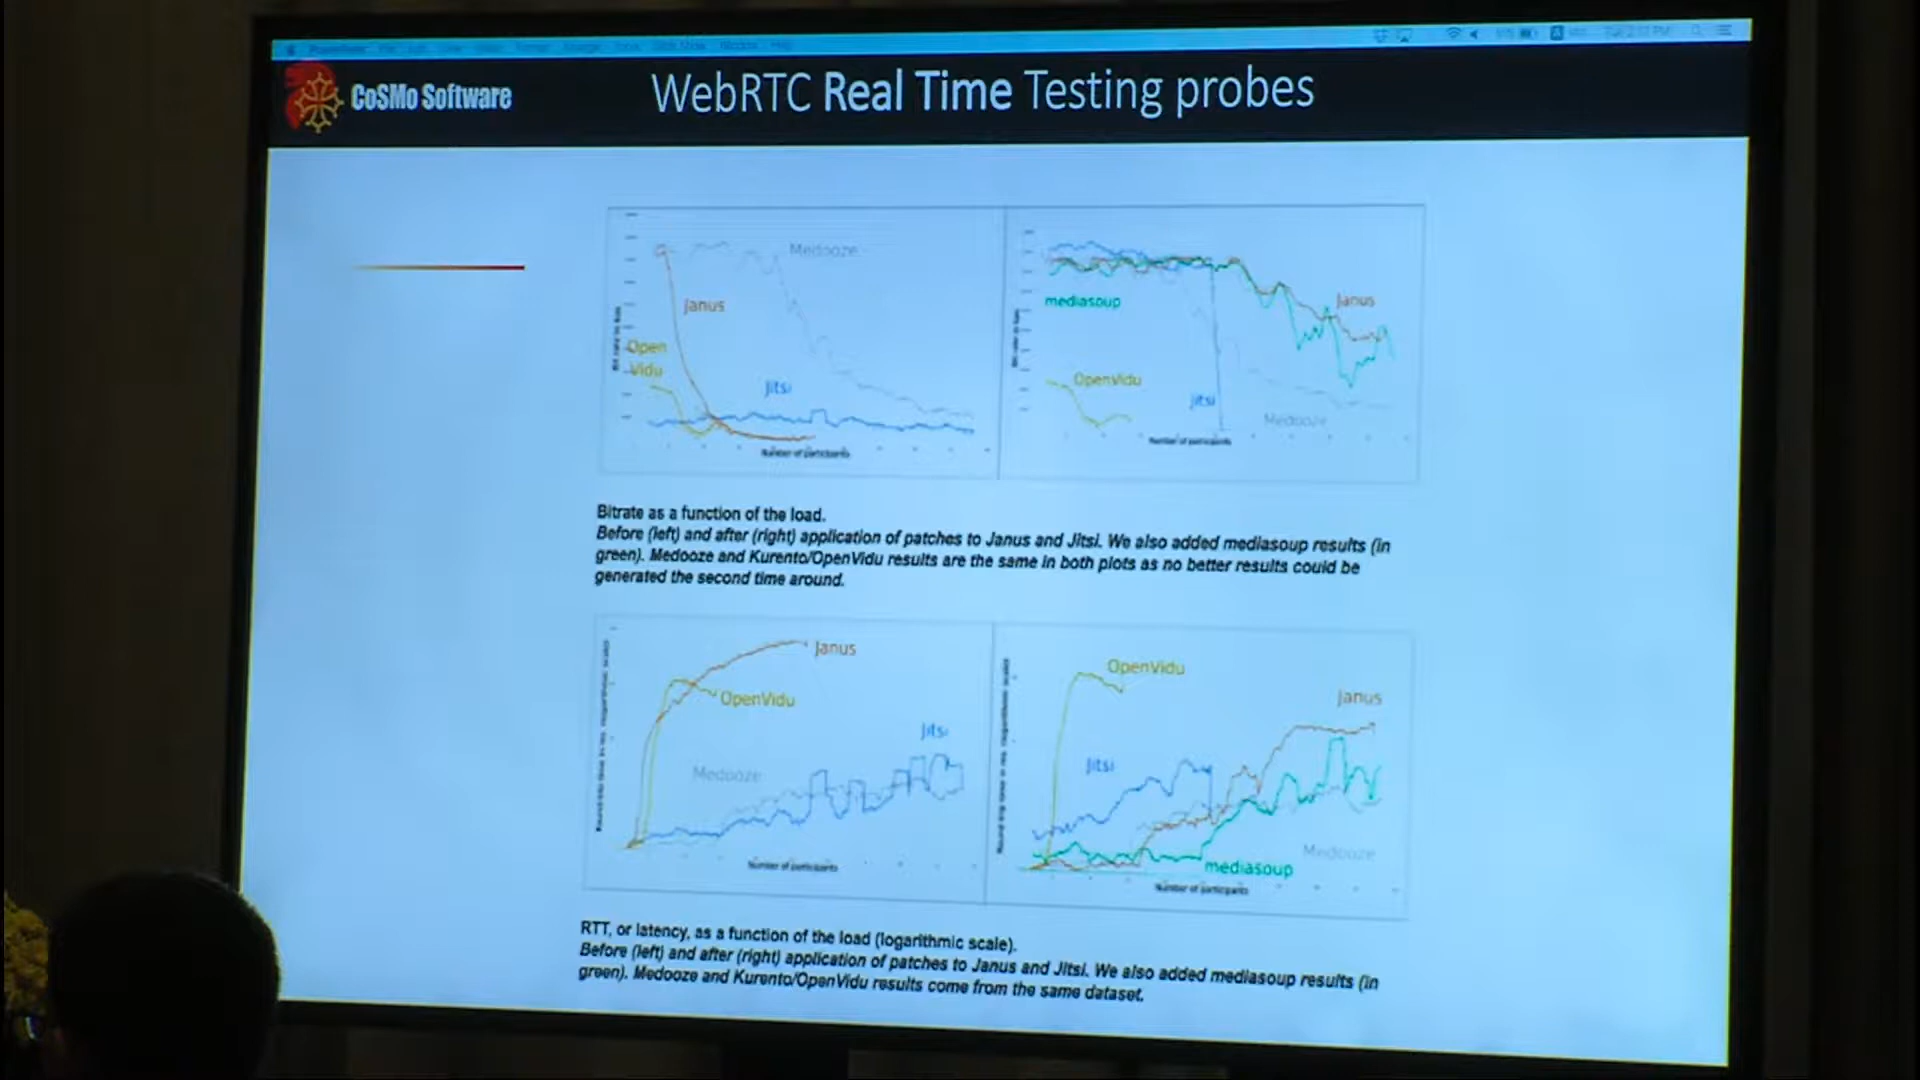 CoSMo Software
WebRTC Real Time Testing probes
Medooze
Janus
Open
Vidu
Jitsi
Number of participants
mediasoup
Janus
OpenVidu
Jitsi
Medooze
Number of participants
Bitrate as a function of the load.
Before (left) and after (right) application of patches to Janus and Jitsi. We also added mediasoup results (in
green). Medooze and Kurento/OpenVidu results are the same in both plots as no better results could be
generated the second time around.
Janus
OpenVidu
Jitsi
Medooze
Number of participants
OpenVidu
Janus
Jitsi
Medooze
mediasoup
Number of participants
RTT, or latency, as a function of the load (logarithmic scale).
Before (left) and after (right) application of patches to Janus and Jitsi. We also added mediasoup results (in
green). Medooze and Kurento/OpenVidu results come from the same dataset.